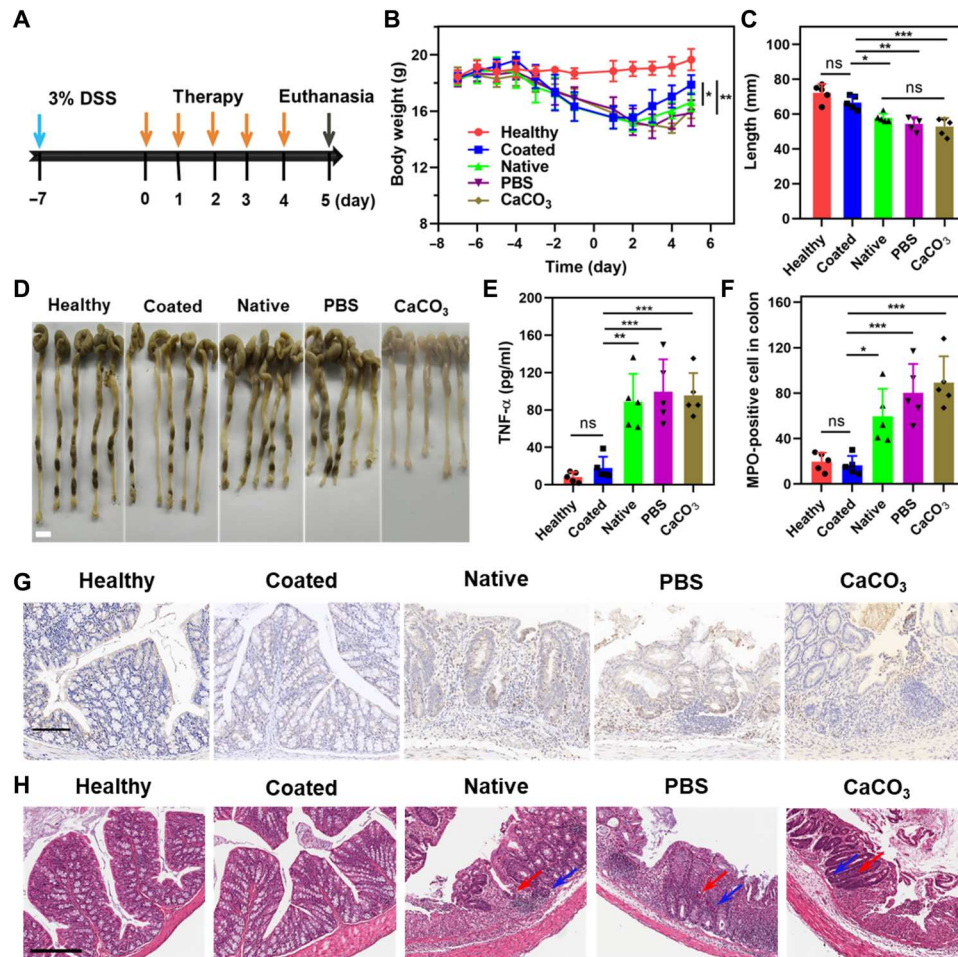 A
3% DSS Therapy Euthanasia
−7 0 1 2 3 4 5 (day)
B
Body weight (g)
20
18
16
14
8
Healthy
Coated
Native
PBS
CaCO₃
* **
−8 −6 −4 −2 0 2 4 6
Time (day)
C
Length (mm)
100
80
60
40
20
0
***
**
*
ns
ns
Healthy
Coated
Native
PBS
CaCO₃
D
Healthy Coated Native PBS CaCO₃
E
TNF-α (pg/ml)
200
160
120
80
40
0
***
***
**
ns
Healthy
Coated
Native
PBS
CaCO₃
F
MPO-positive cell in colon
160
120
80
40
0
***
***
*
ns
Healthy
Coated
Native
PBS
CaCO₃
G
Healthy Coated Native PBS CaCO₃
H
Healthy Coated Native PBS CaCO₃